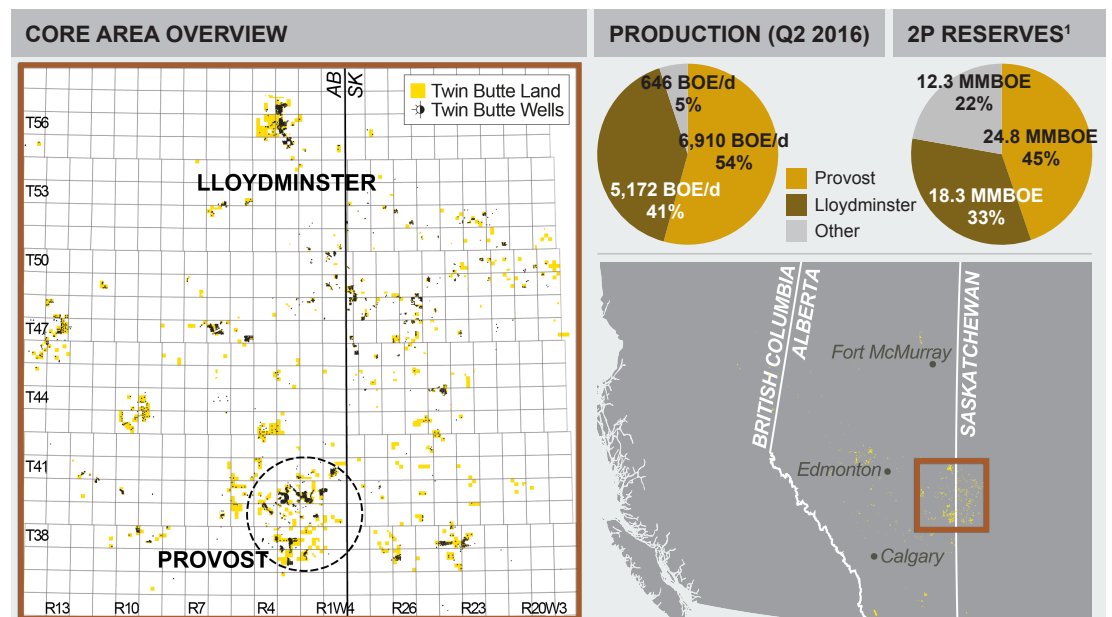 CORE AREA OVERVIEW
AB
SK
Twin Butte Land
Twin Butte Wells
T56
T53
LLOYDMINSTER
T50
T47
T44
T41
T38
PROVOST
R13
R10
R7
R4
R1W4
R26
R23
R20W3
PRODUCTION (Q2 2016)
646 BOE/d
5%
6,910 BOE/d
54%
5,172 BOE/d
41%
Provost
Lloydminster
Other
2P RESERVES¹
12.3 MMBOE
22%
24.8 MMBOE
45%
18.3 MMBOE
33%
BRITISH COLUMBIA
ALBERTA
SASKATCHEWAN
Fort McMurray
Edmonton
Calgary